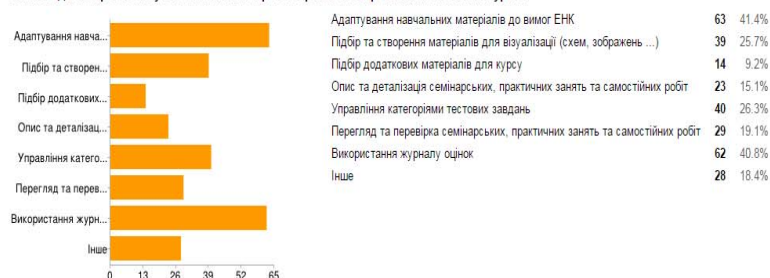 Адаптування навча...
Підбір та створен...
Підбір додаткових...
Опис та деталізац...
Управління катего...
Перегляд та перев...
Використання журн...
Інше
0 13 26 39 52 65
Адаптування навчальних матеріалів до вимог ЕНК 63 41.4%
Підбір та створення матеріалів для візуалізації (схем, зображень ...) 39 25.7%
Підбір додаткових матеріалів для курсу 14 9.2%
Опис та деталізація семінарських, практичних занять та самостійних робіт 23 15.1%
Управління категоріями тестових завдань 40 26.3%
Перегляд та перевірка семінарських, практичних занять та самостійних робіт 29 19.1%
Використання журналу оцінок 62 40.8%
Інше 28 18.4%